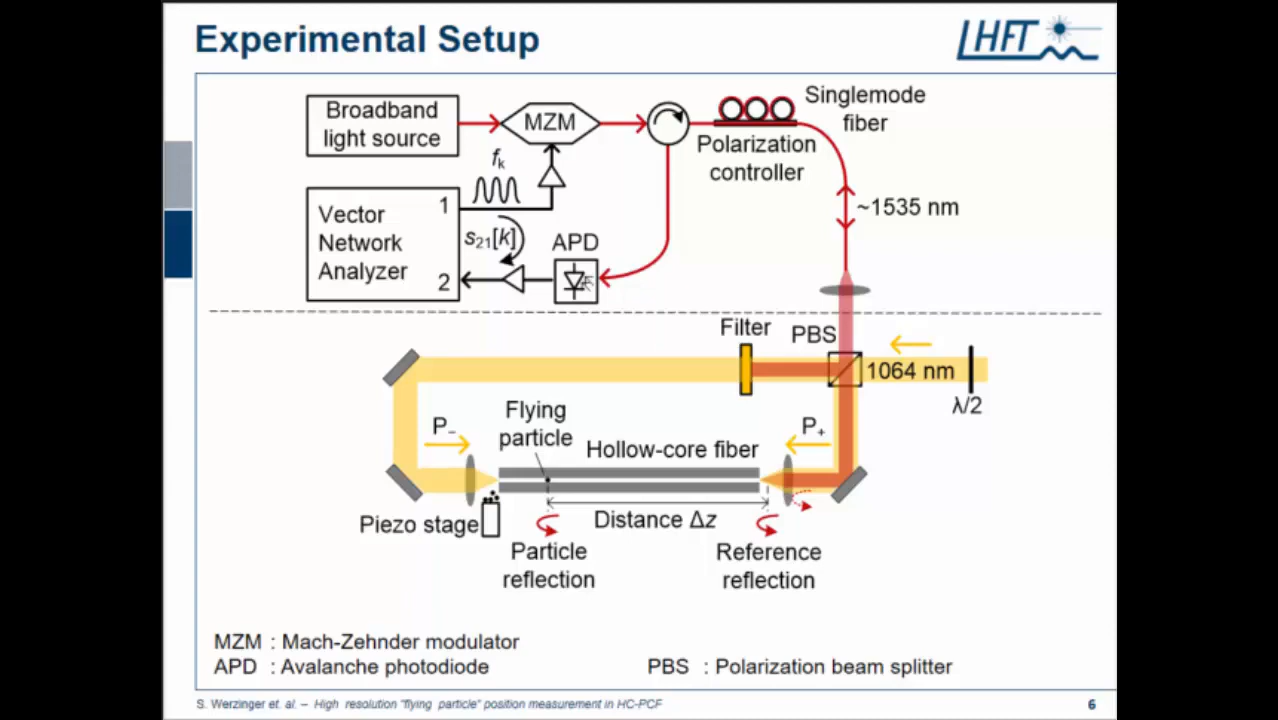 Experimental Setup
LHFT
Broadband
light source
MZM
Singlemode
fiber
Polarization
controller
fk
Vector
Network
Analyzer
1
2
s21[k]
APD
~1535 nm
Filter
PBS
1064 nm
λ/2
P−
Flying
particle
Hollow-core fiber
P+
Piezo stage
Distance Δz
Particle
reflection
Reference
reflection
MZM : Mach-Zehnder modulator
APD : Avalanche photodiode
PBS : Polarization beam splitter
S. Werzinger et. al. – High resolution "flying particle" position measurement in HC-PCF
6